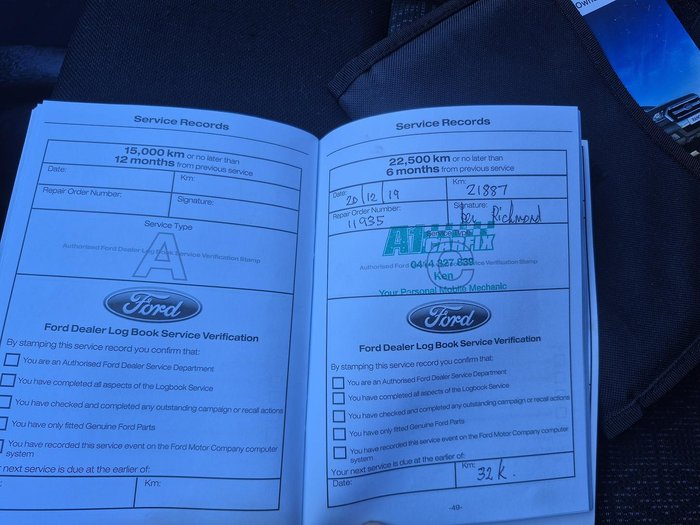 Owne
Service Records
15,000 km or no later than
12 months from previous service
Date:
Km:
Repair Order Number:
Signature:
Service Type
A
Authorised Ford Dealer Log Book Service Verification Stamp
Ford
Ford Dealer Log Book Service Verification
By stamping this service record you confirm that:
You are an Authorised Ford Dealer Service Department
You have completed all aspects of the Logbook Service
You have checked and completed any outstanding campaign or recall actions
You have only fitted Genuine Ford Parts
You have recorded this service event on the Ford Motor Company computer
system
Your next service is due at the earlier of:
Km:
Service Records
22,500 km or no later than
6 months from previous service
Date: 20 / 12 / 19
Km: 21887
Repair Order Number: 11935
Signature: Ken Richmond
Service Type
A1 CARFIX
C
Authorised Ford Service Verification Stamp
0414 327 839
Ken
Your Personal Mobile Mechanic
Ford
Ford Dealer Log Book Service Verification
By stamping this service record you confirm that:
You are an Authorised Ford Dealer Service Department
You have completed all aspects of the Logbook Service
You have checked and completed any outstanding campaign or recall actions
You have only fitted Genuine Ford Parts
You have recorded this service event on the Ford Motor Company computer
system
Your next service is due at the earlier of:
Date:
Km: 32K.
-49-